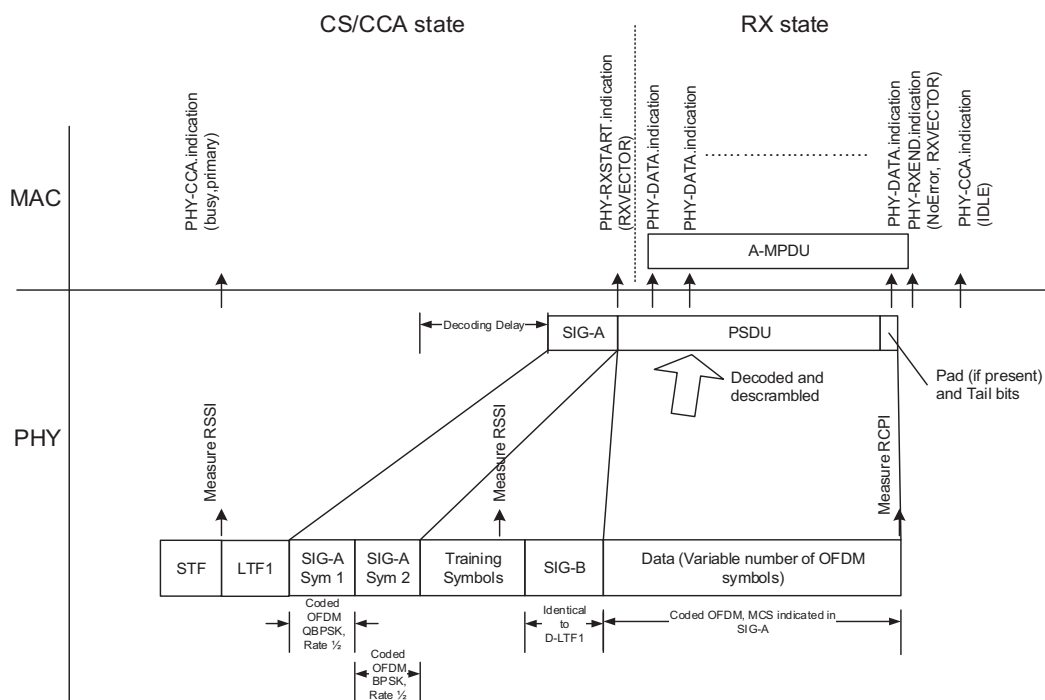 CS/CCA state
RX state
PHY-CCA.indication
(busy,primary)
PHY-RXSTART.indication
(RXVECTOR)
PHY-DATA.indication
PHY-DATA.indication
PHY-DATA.indication
PHY-RXEND.indication
(NoError, RXVECTOR)
PHY-CCA.indication
(IDLE)
MAC
A-MPDU
Decoding Delay
SIG-A
PSDU
Decoded and
descrambled
Pad (if present)
and Tail bits
PHY
Measure RSSI
Measure RSSI
Measure RCPI
STF
LTF1
SIG-A
Sym 1
SIG-A
Sym 2
Training
Symbols
SIG-B
Data (Variable number of OFDM
symbols)
Coded
OFDM
QBPSK,
Rate ½
Coded
OFDM
BPSK,
Rate ½
Identical
to
D-LTF1
Coded OFDM, MCS indicated in
SIG-A